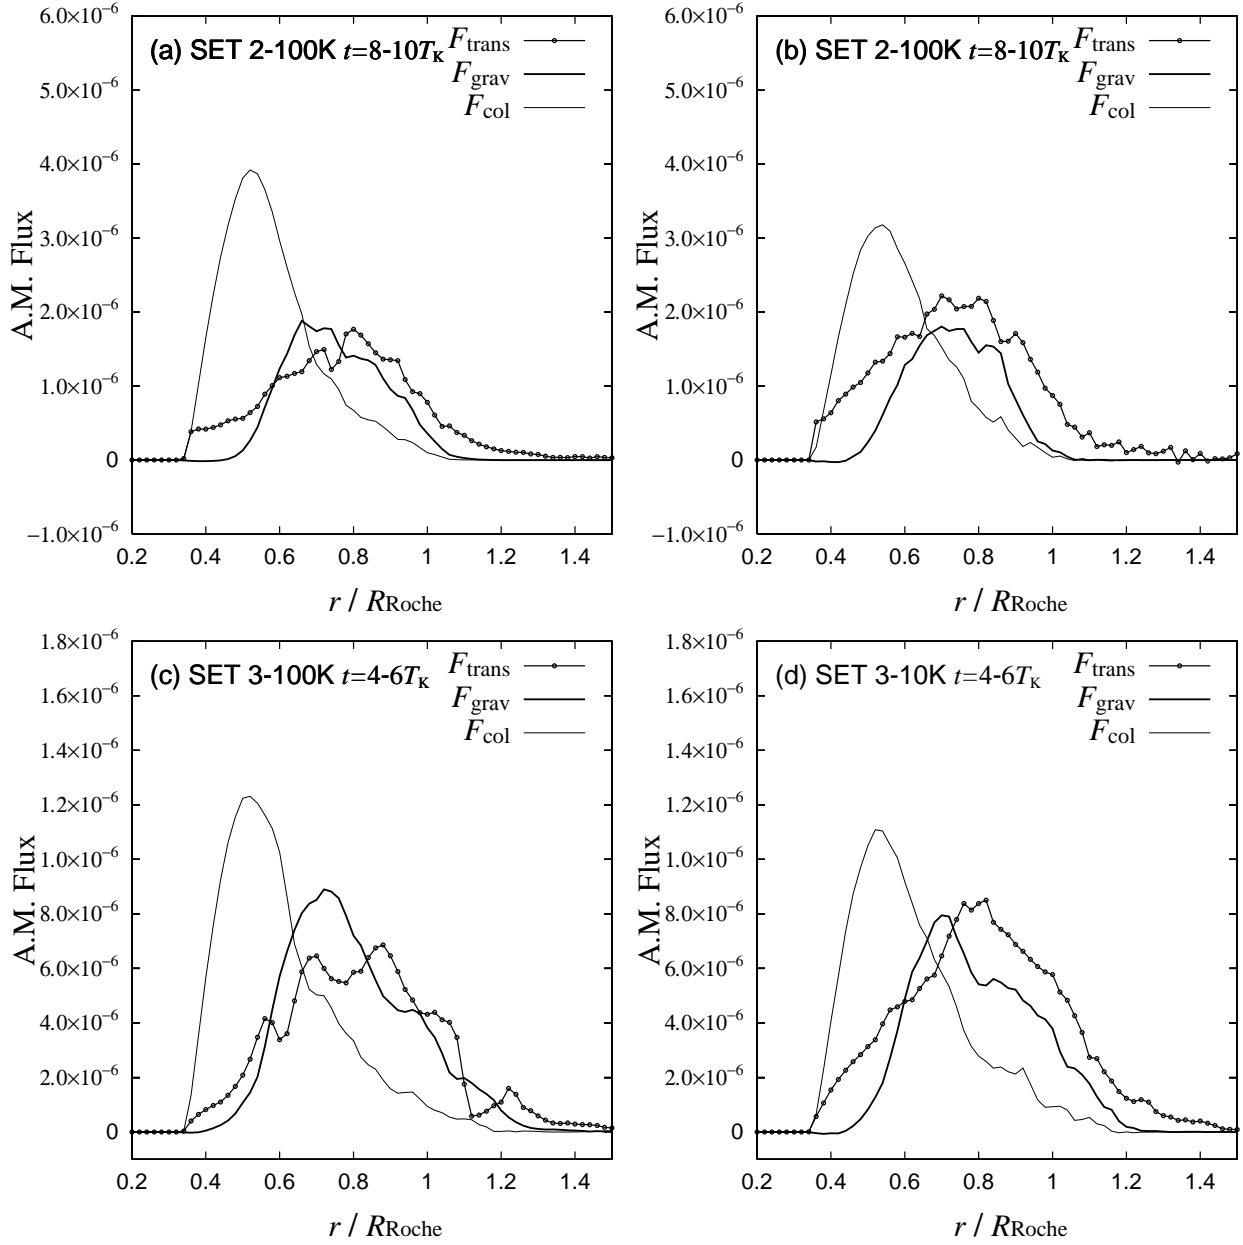 (a) SET 2-100K t=8-10T_K
F_trans
F_grav
F_col
6.0×10^-6
5.0×10^-6
4.0×10^-6
3.0×10^-6
2.0×10^-6
1.0×10^-6
0
−1.0×10^-6
A.M. Flux
0.2 0.4 0.6 0.8 1 1.2 1.4
r / R_Roche
(b) SET 2-100K t=8-10T_K
F_trans
F_grav
F_col
6.0×10^-6
5.0×10^-6
4.0×10^-6
3.0×10^-6
2.0×10^-6
1.0×10^-6
0
−1.0×10^-6
A.M. Flux
0.2 0.4 0.6 0.8 1 1.2 1.4
r / R_Roche
(c) SET 3-100K t=4-6T_K
F_trans
F_grav
F_col
1.8×10^-6
1.6×10^-6
1.4×10^-6
1.2×10^-6
1.0×10^-6
8.0×10^-6
6.0×10^-6
4.0×10^-6
2.0×10^-6
0
A.M. Flux
0.2 0.4 0.6 0.8 1 1.2 1.4
r / R_Roche
(d) SET 3-10K t=4-6T_K
F_trans
F_grav
F_col
1.8×10^-6
1.6×10^-6
1.4×10^-6
1.2×10^-6
1.0×10^-6
8.0×10^-6
6.0×10^-6
4.0×10^-6
2.0×10^-6
0
A.M. Flux
0.2 0.4 0.6 0.8 1 1.2 1.4
r / R_Roche